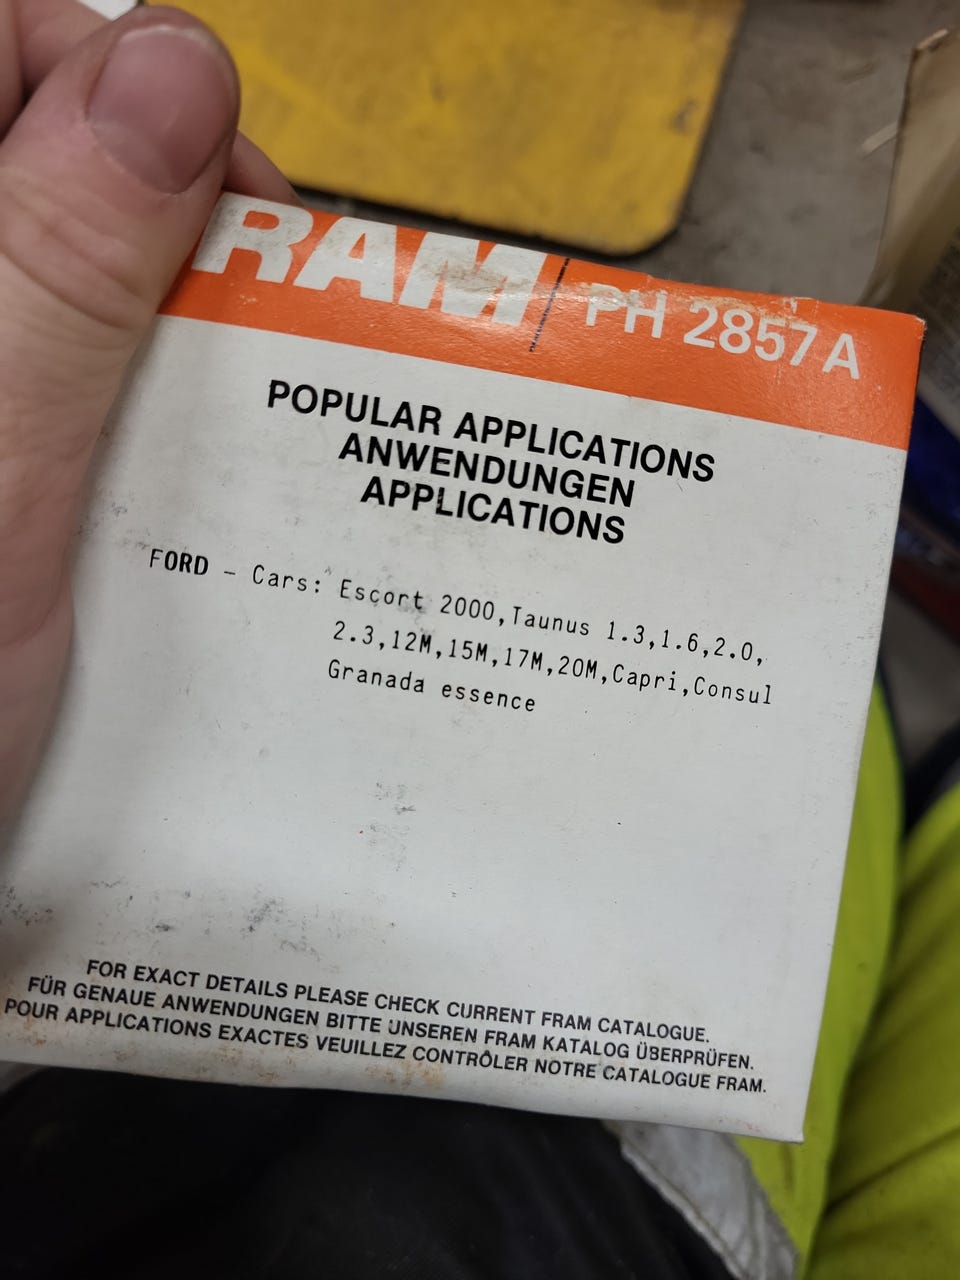 RAM PH 2857A
POPULAR APPLICATIONS
ANWENDUNGEN
APPLICATIONS
FORD - Cars: Escort 2000,Taunus 1.3,1.6,2.0,
2.3,12M,15M,17M,20M,Capri,Consul
Granada essence
FOR EXACT DETAILS PLEASE CHECK CURRENT FRAM CATALOGUE.
FÜR GENAUE ANWENDUNGEN BITTE UNSEREN FRAM KATALOG ÜBERPRÜFEN.
POUR APPLICATIONS EXACTES VEUILLEZ CONTRÔLER NOTRE CATALOGUE FRAM.